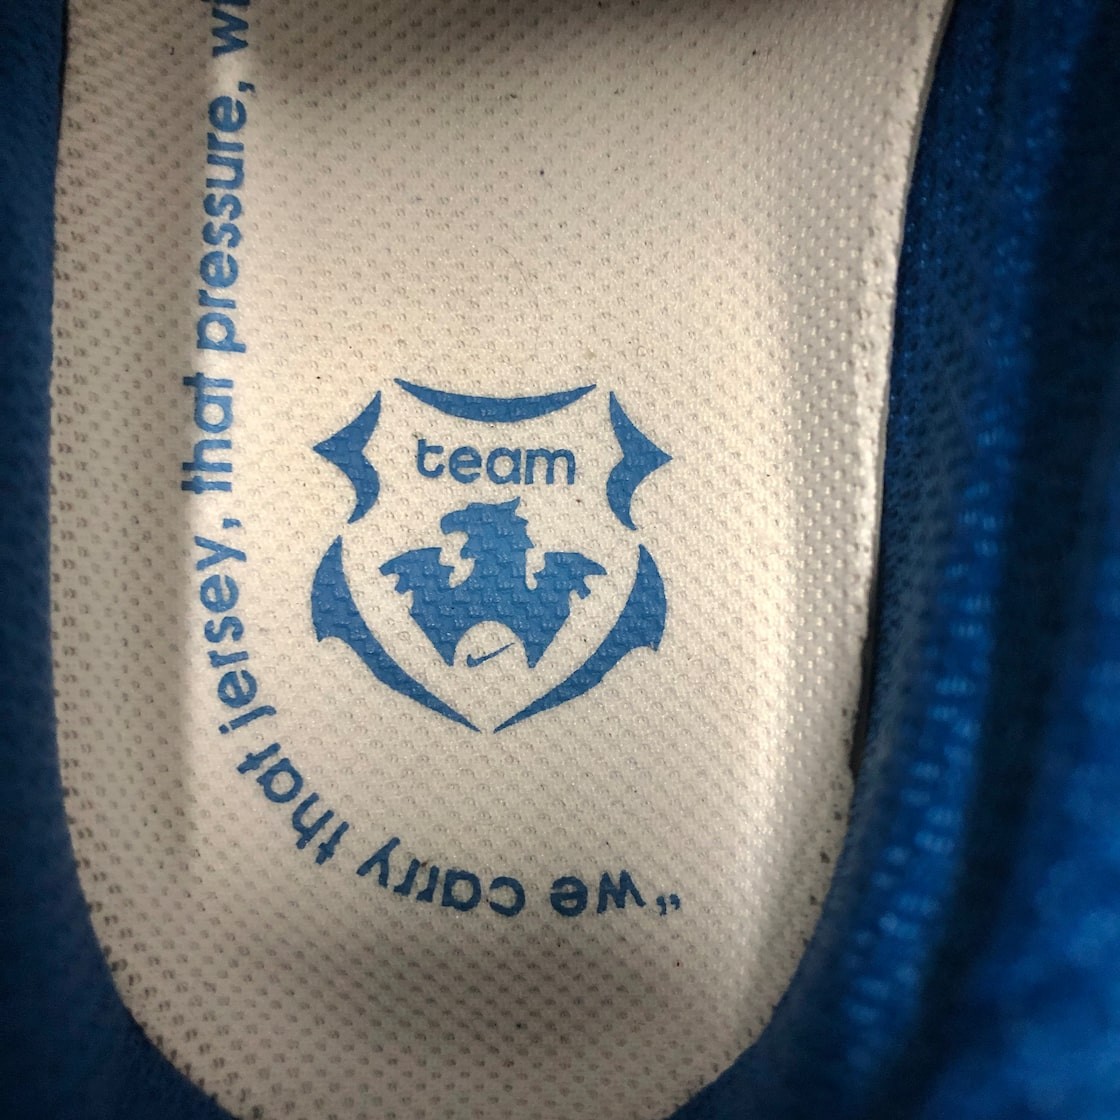 team
"we carry that jersey, that pressure,